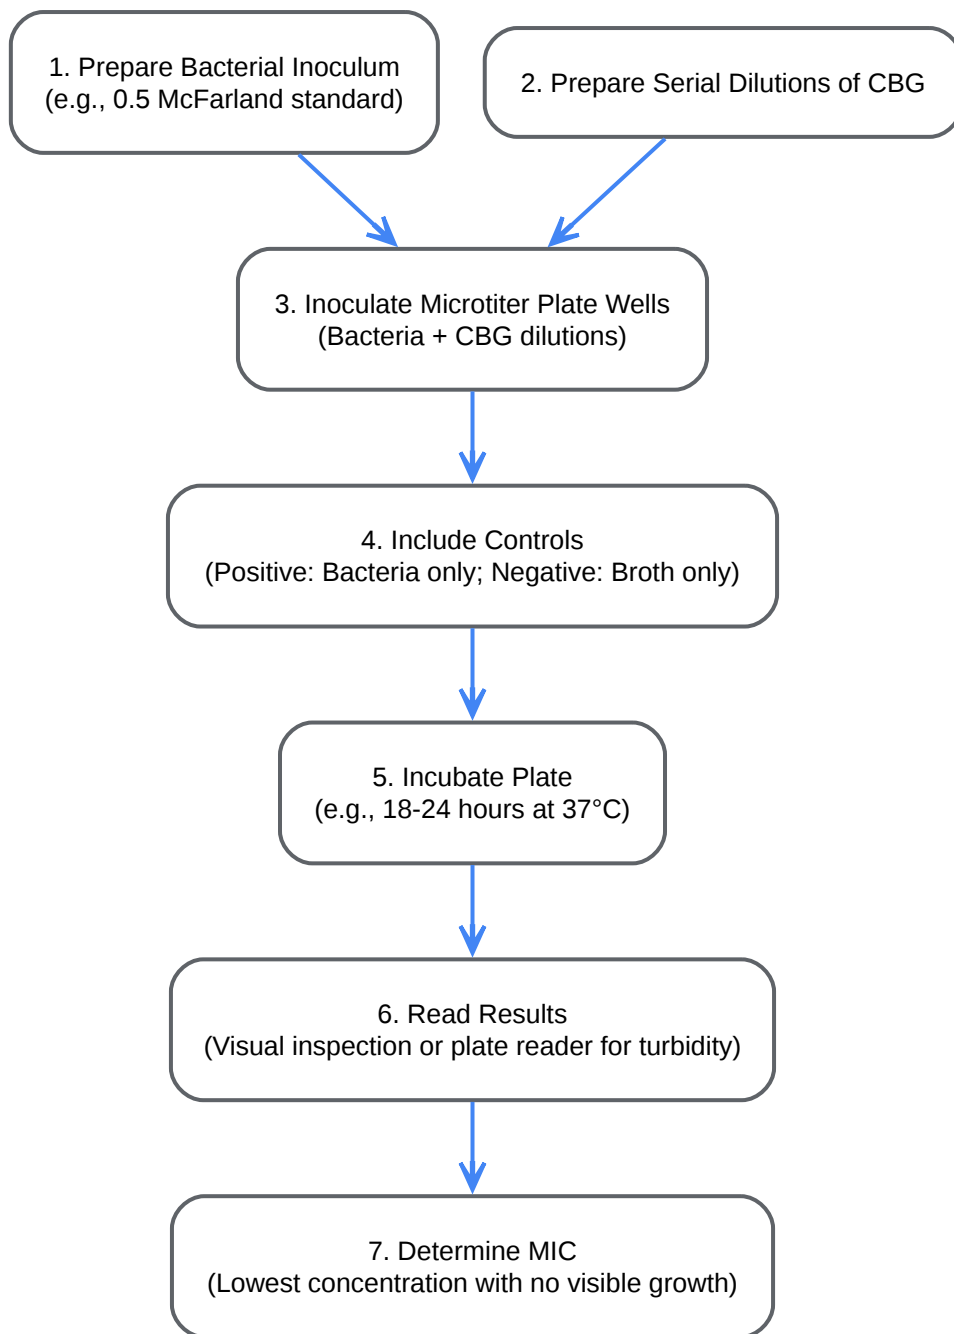 1. Prepare Bacterial Inoculum
(e.g., 0.5 McFarland standard)
2. Prepare Serial Dilutions of CBG
3. Inoculate Microtiter Plate Wells
(Bacteria + CBG dilutions)
4. Include Controls
(Positive: Bacteria only; Negative: Broth only)
5. Incubate Plate
(e.g., 18-24 hours at 37°C)
6. Read Results
(Visual inspection or plate reader for turbidity)
7. Determine MIC
(Lowest concentration with no visible growth)